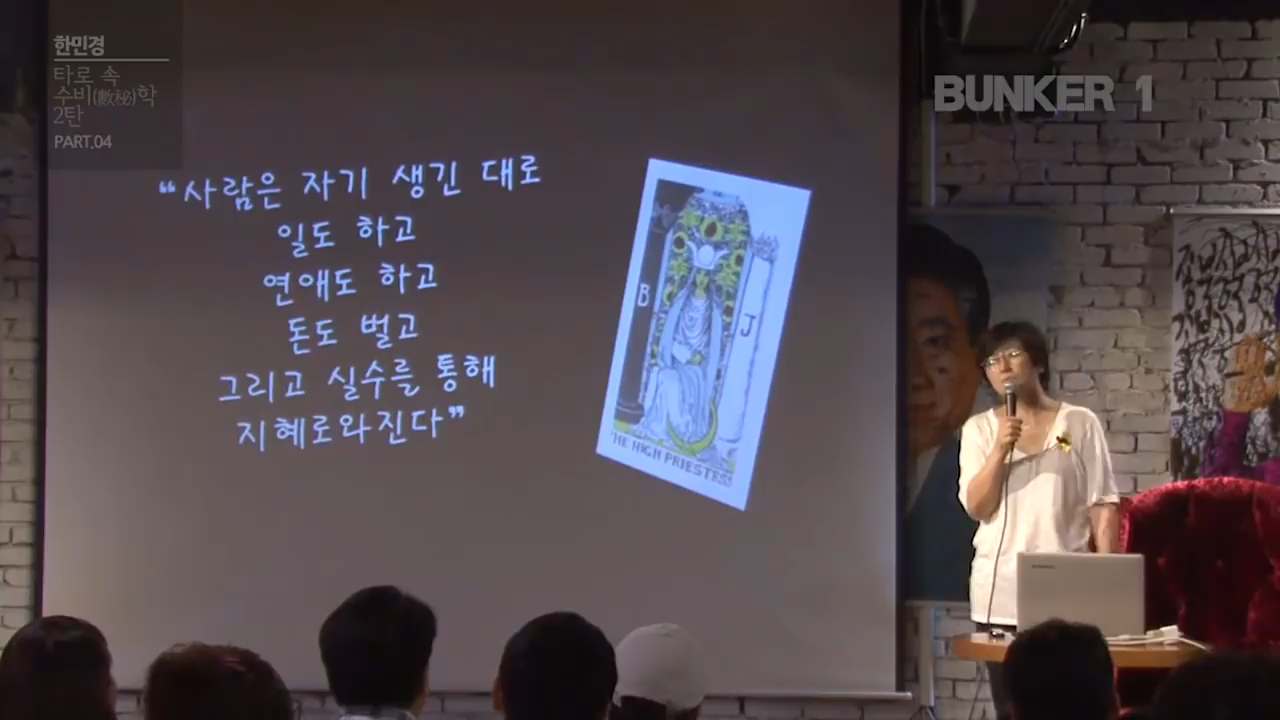 한민경
타로 속
수비(數秘)학
2탄
PART.04
BUNKER 1
“사람은 자기 생긴 대로
일도 하고
연애도 하고
돈도 벌고
그리고 실수를 통해
지혜로와진다”
B
J
THE HIGH PRIESTESS